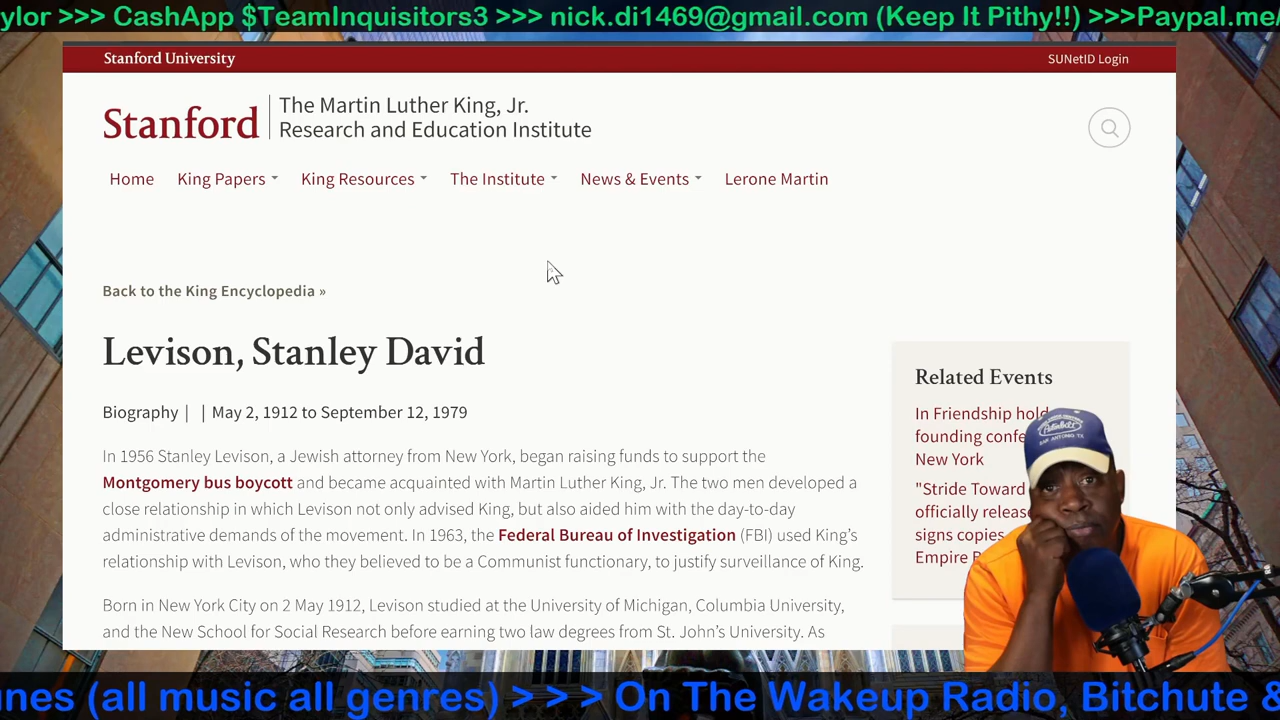 ylor >>> CashApp $TeamInquisitors3 >>> nick.di1469@gmail.com (Keep It Pithy!!) >>>Paypal.me/
Stanford University
SUNetID Login
Stanford
The Martin Luther King, Jr.
Research and Education Institute
Home
King Papers
King Resources
The Institute
News & Events
Lerone Martin
Back to the King Encyclopedia »
Levison, Stanley David
Biography | | May 2, 1912 to September 12, 1979
In 1956 Stanley Levison, a Jewish attorney from New York, began raising funds to support the
Montgomery bus boycott and became acquainted with Martin Luther King, Jr. The two men developed a
close relationship in which Levison not only advised King, but also aided him with the day-to-day
administrative demands of the movement. In 1963, the Federal Bureau of Investigation (FBI) used King's
relationship with Levison, who they believed to be a Communist functionary, to justify surveillance of King.
Born in New York City on 2 May 1912, Levison studied at the University of Michigan, Columbia University,
and the New School for Social Research before earning two law degrees from St. John's University. As
Related Events
In Friendship hold
founding confe
New York
"Stride Toward
officially release
signs copies
Empire
SAN ANTONIO TX
unes (all music all genres) > > > On The Wakeup Radio, Bitchute &